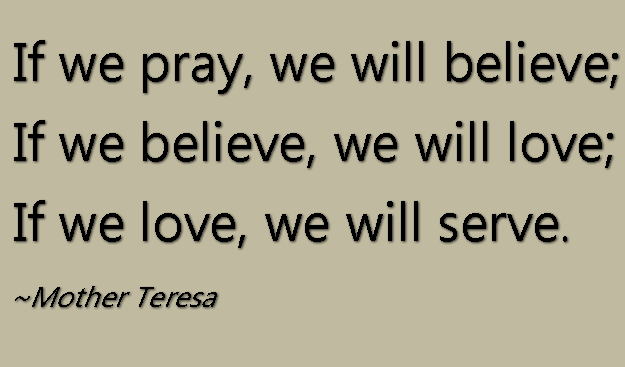 If we pray, we will believe;
If we believe, we will love;
If we love, we will serve.
~Mother Teresa